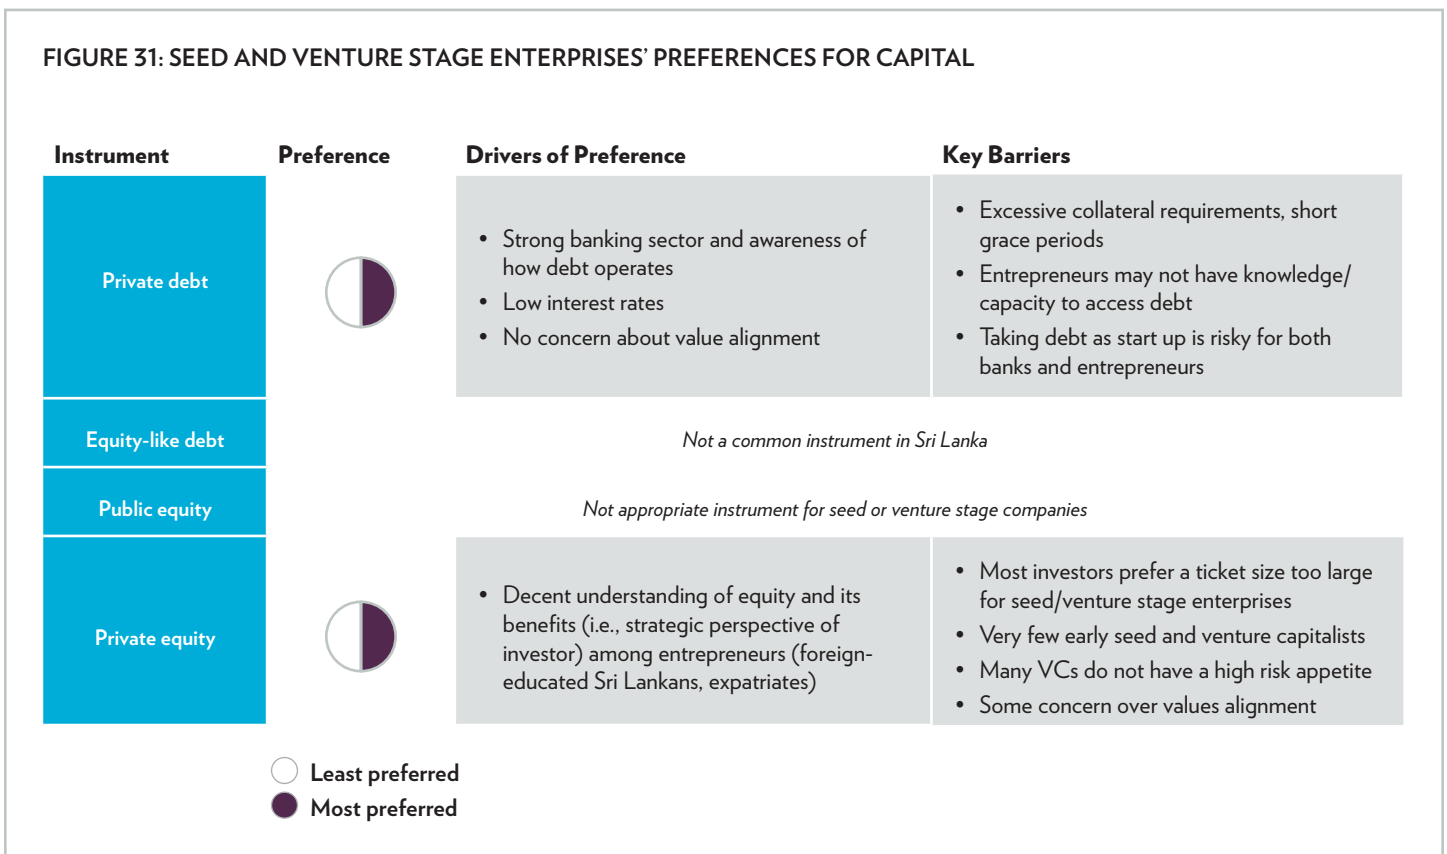 FIGURE 31: SEED AND VENTURE STAGE ENTERPRISES’ PREFERENCES FOR CAPITAL
Instrument
Preference
Drivers of Preference
Key Barriers
Private debt
• Strong banking sector and awareness of
how debt operates
• Low interest rates
• No concern about value alignment
• Excessive collateral requirements, short
grace periods
• Entrepreneurs may not have knowledge/
capacity to access debt
• Taking debt as start up is risky for both
banks and entrepreneurs
Equity-like debt
Not a common instrument in Sri Lanka
Public equity
Not appropriate instrument for seed or venture stage companies
Private equity
• Decent understanding of equity and its
benefits (i.e., strategic perspective of
investor) among entrepreneurs (foreign-
educated Sri Lankans, expatriates)
• Most investors prefer a ticket size too large
for seed/venture stage enterprises
• Very few early seed and venture capitalists
• Many VCs do not have a high risk appetite
• Some concern over values alignment
Least preferred
Most preferred